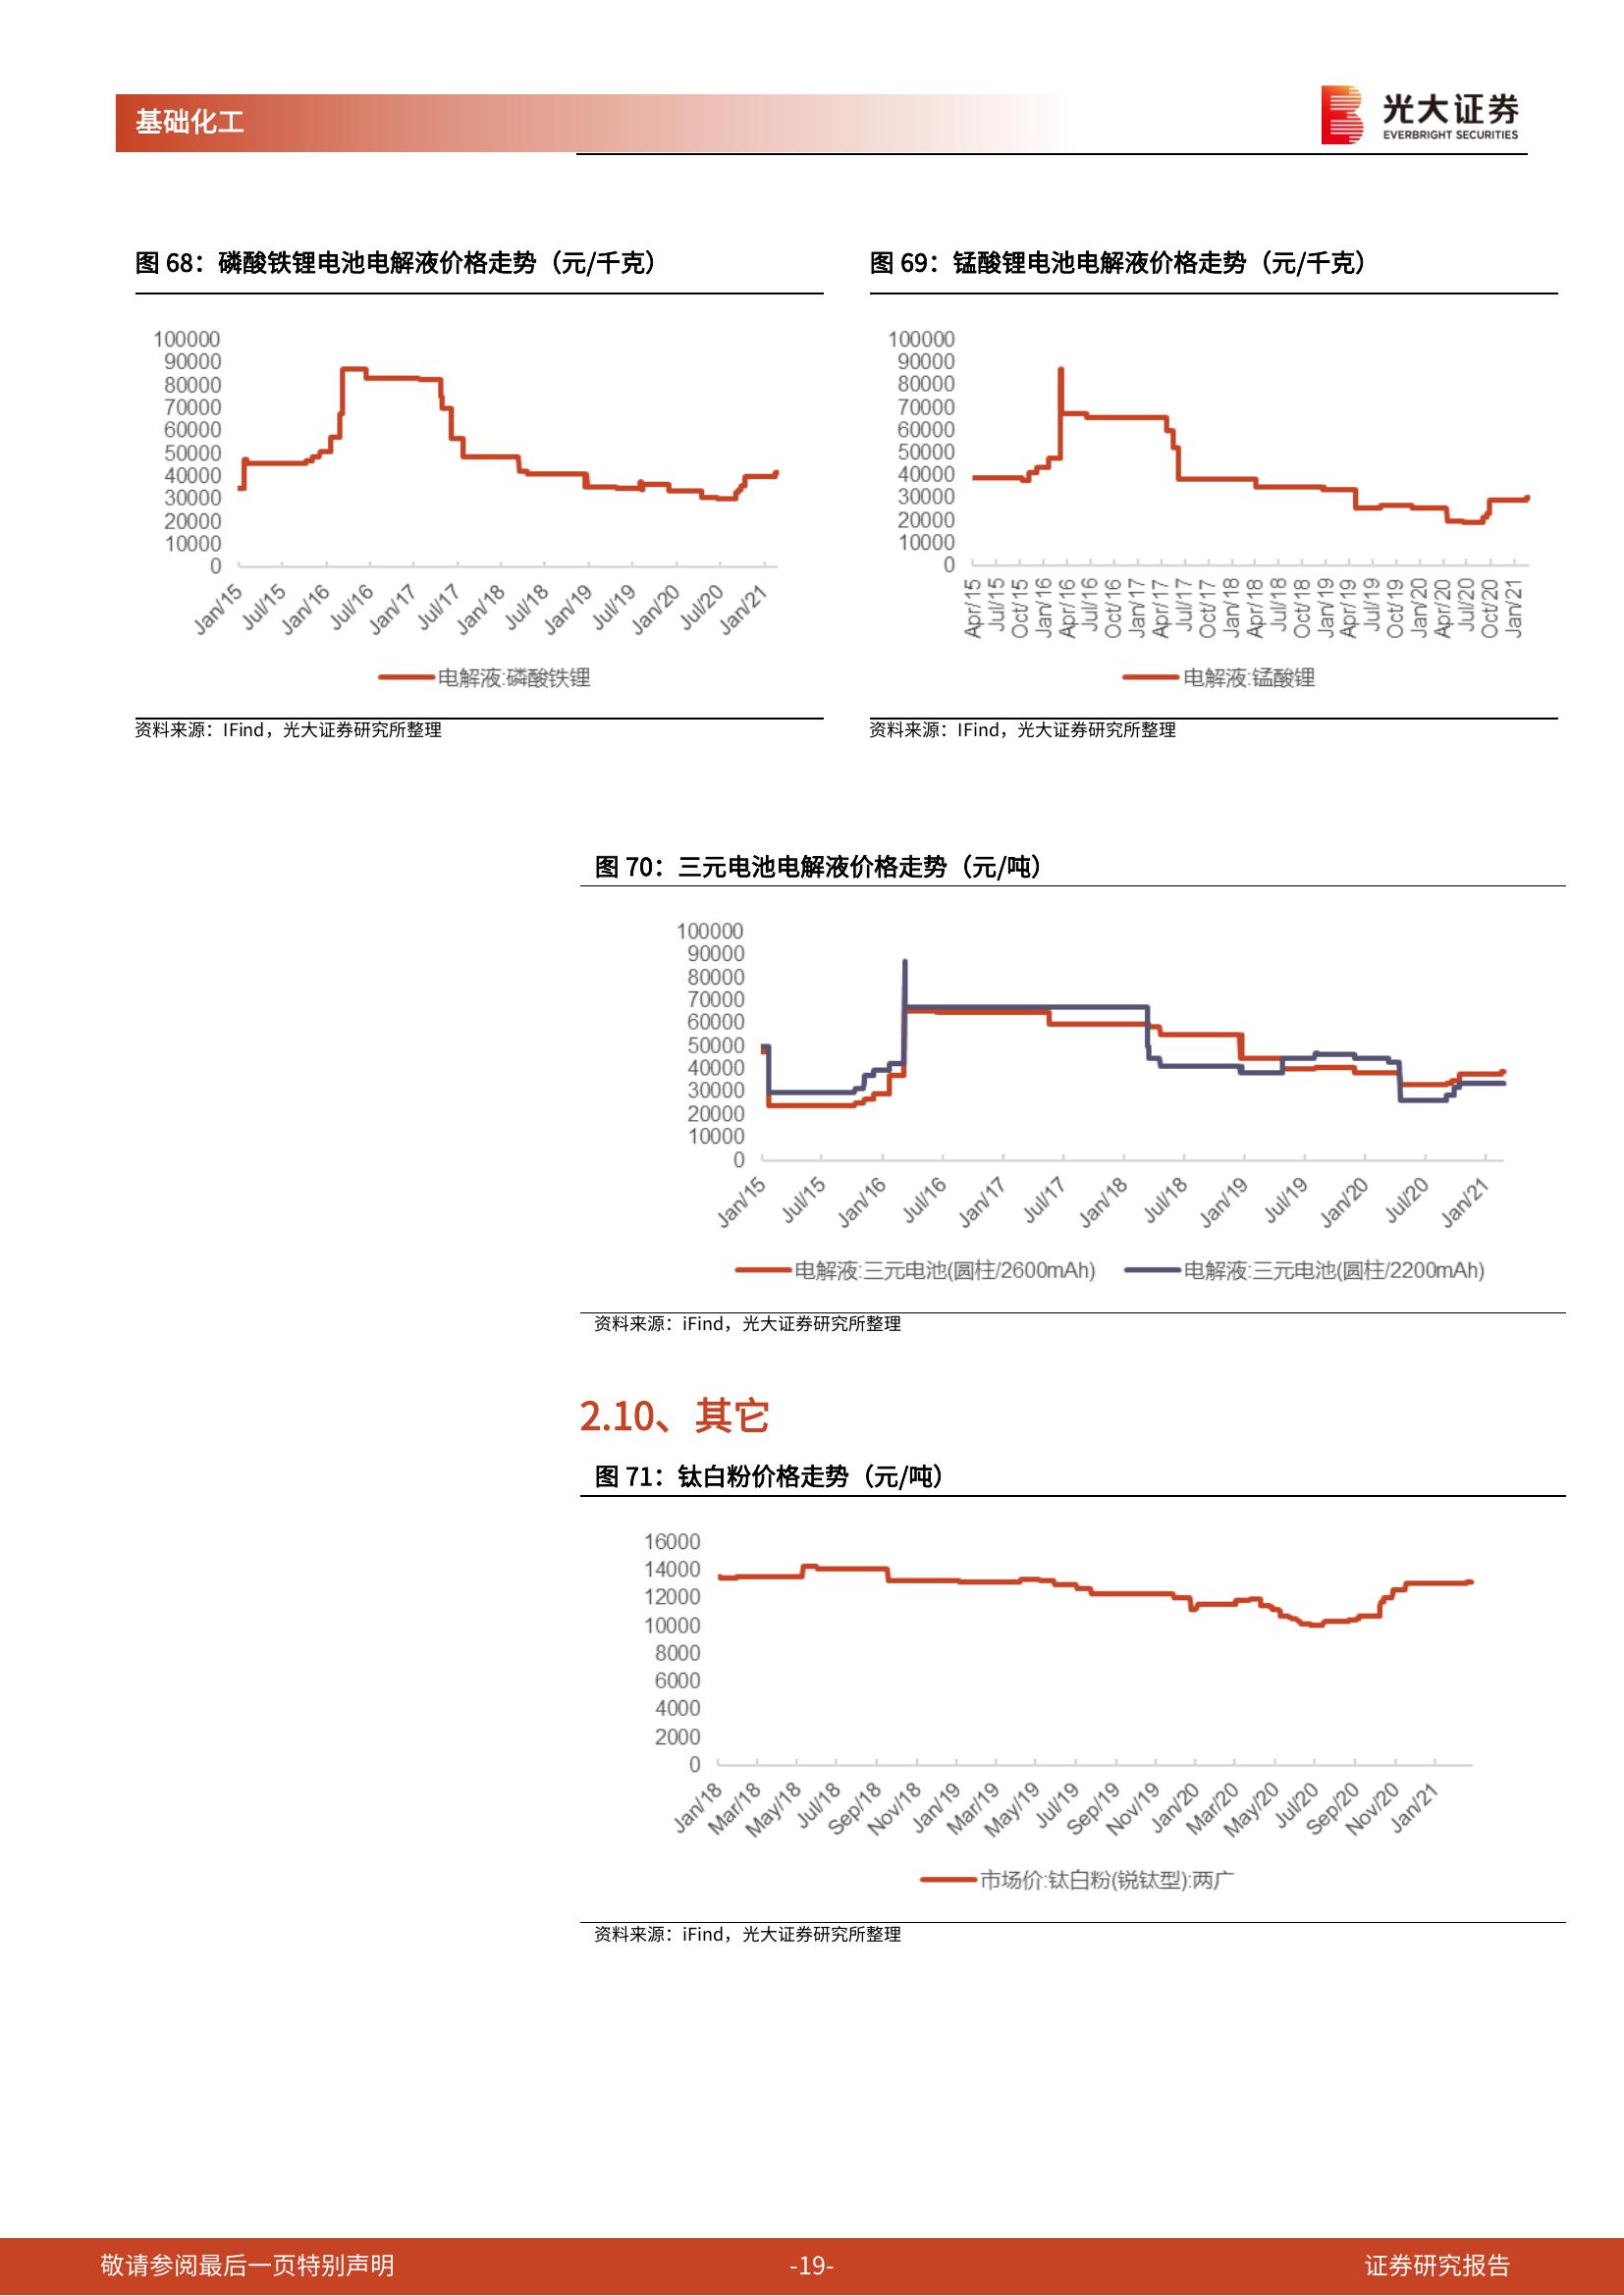 基础化工
光大证券
EVERBRIGHT SECURITIES
图 68：磷酸铁锂电池电解液价格走势（元/千克）
100000
90000
80000
70000
60000
50000
40000
30000
20000
10000
0
Jan/15 Jul/15 Jan/16 Jul/16 Jan/17 Jul/17 Jan/18 Jul/18 Jan/19 Jul/19 Jan/20 Jul/20 Jan/21
电解液:磷酸铁锂
资料来源：IFind，光大证券研究所整理
图 69：锰酸锂电池电解液价格走势（元/千克）
100000
90000
80000
70000
60000
50000
40000
30000
20000
10000
0
Apr/15 Jul/15 Oct/15 Jan/16 Apr/16 Jul/16 Oct/16 Jan/17 Apr/17 Jul/17 Oct/17 Jan/18 Apr/18 Jul/18 Oct/18 Jan/19 Apr/19 Jul/19 Oct/19 Jan/20 Apr/20 Jul/20 Oct/20 Jan/21
电解液:锰酸锂
资料来源：IFind，光大证券研究所整理
图 70：三元电池电解液价格走势（元/吨）
100000
90000
80000
70000
60000
50000
40000
30000
20000
10000
0
Jan/15 Jul/15 Jan/16 Jul/16 Jan/17 Jul/17 Jan/18 Jul/18 Jan/19 Jul/19 Jan/20 Jul/20 Jan/21
电解液:三元电池(圆柱/2600mAh) 电解液:三元电池(圆柱/2200mAh)
资料来源：iFind，光大证券研究所整理
2.10、其它
图 71：钛白粉价格走势（元/吨）
16000
14000
12000
10000
8000
6000
4000
2000
0
Jan/18 Mar/18 May/18 Jul/18 Sep/18 Nov/18 Jan/19 Mar/19 May/19 Jul/19 Sep/19 Nov/19 Jan/20 Mar/20 May/20 Jul/20 Sep/20 Nov/20 Jan/21
市场价:钛白粉(锐钛型):两广
资料来源：iFind，光大证券研究所整理
敬请参阅最后一页特别声明 -19- 证券研究报告